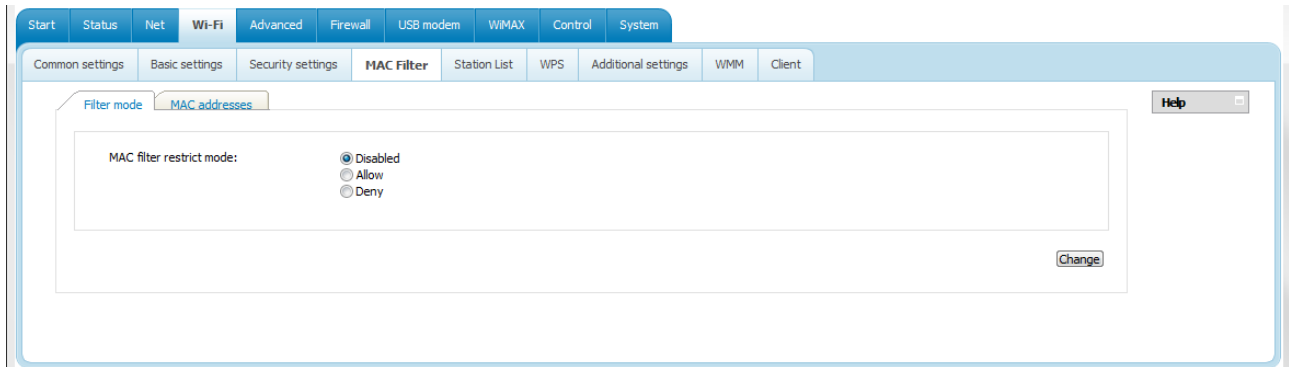 Start Status Net Wi-Fi Advanced Firewall USB modem WiMAX Control System
Common settings Basic settings Security settings MAC Filter Station List WPS Additional settings WMM Client
Filter mode MAC addresses Help
MAC filter restrict mode: Disabled
Allow
Deny
Change